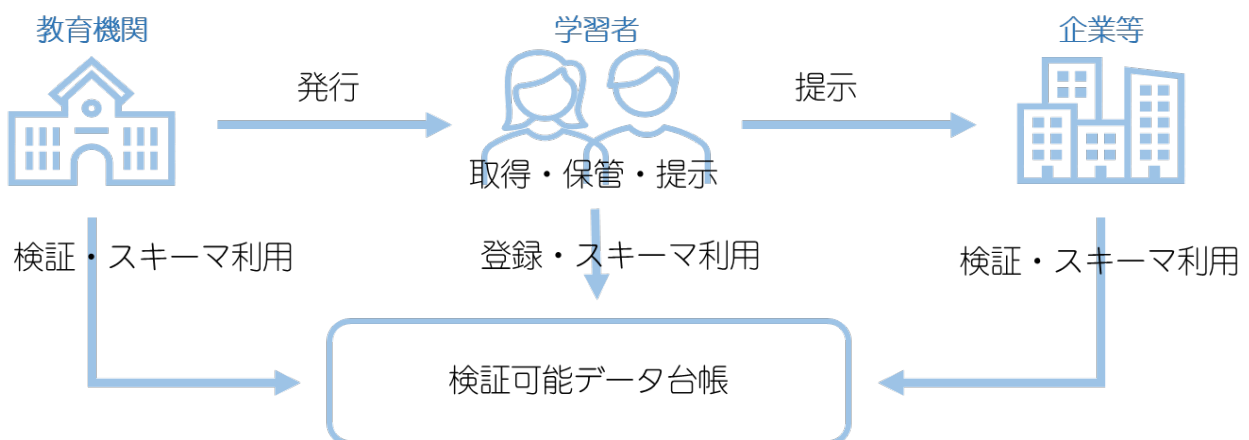 教育機関
学習者
企業等
発行
提示
取得・保管・提示
検証・スキーマ利用
登録・スキーマ利用
検証・スキーマ利用
検証可能データ台帳